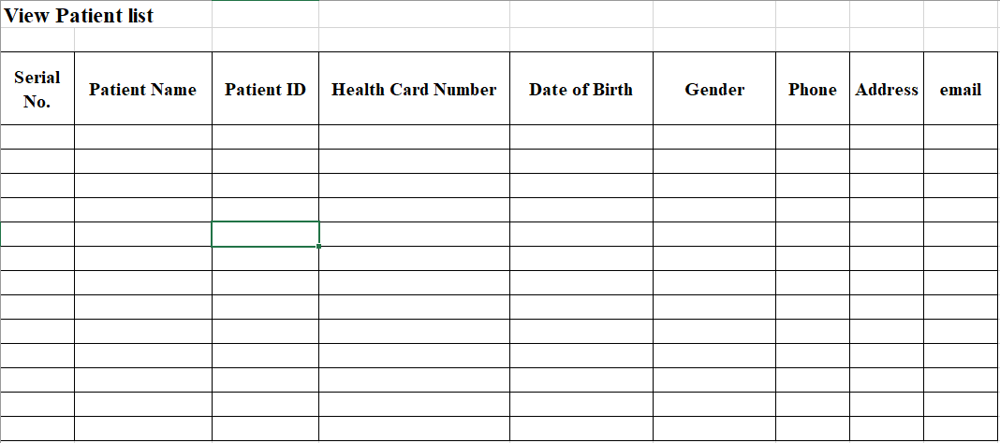 View Patient list
Serial No. Patient Name Patient ID Health Card Number Date of Birth Gender Phone Address email